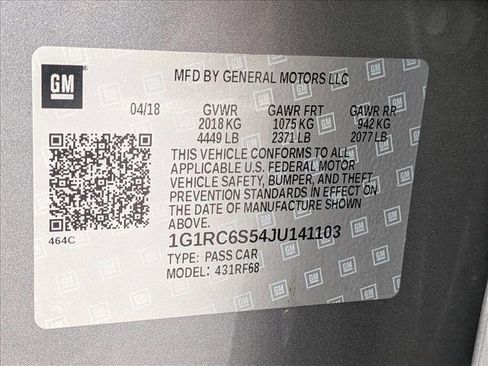 GM
MFD BY GENERAL MOTORS LLC
04/18 GVWR GAWR FRT GAWR RR
2018 KG 1075 KG 942 KG
4449 LB 2371 LB 2077 LB
THIS VEHICLE CONFORMS TO ALL
APPLICABLE U.S. FEDERAL MOTOR
VEHICLE SAFETY, BUMPER, AND THEFT
PREVENTION STANDARDS IN EFFECT ON
THE DATE OF MANUFACTURE SHOWN
ABOVE.
464C
1G1RC6S54JU141103
TYPE: PASS CAR
MODEL: 431RF68